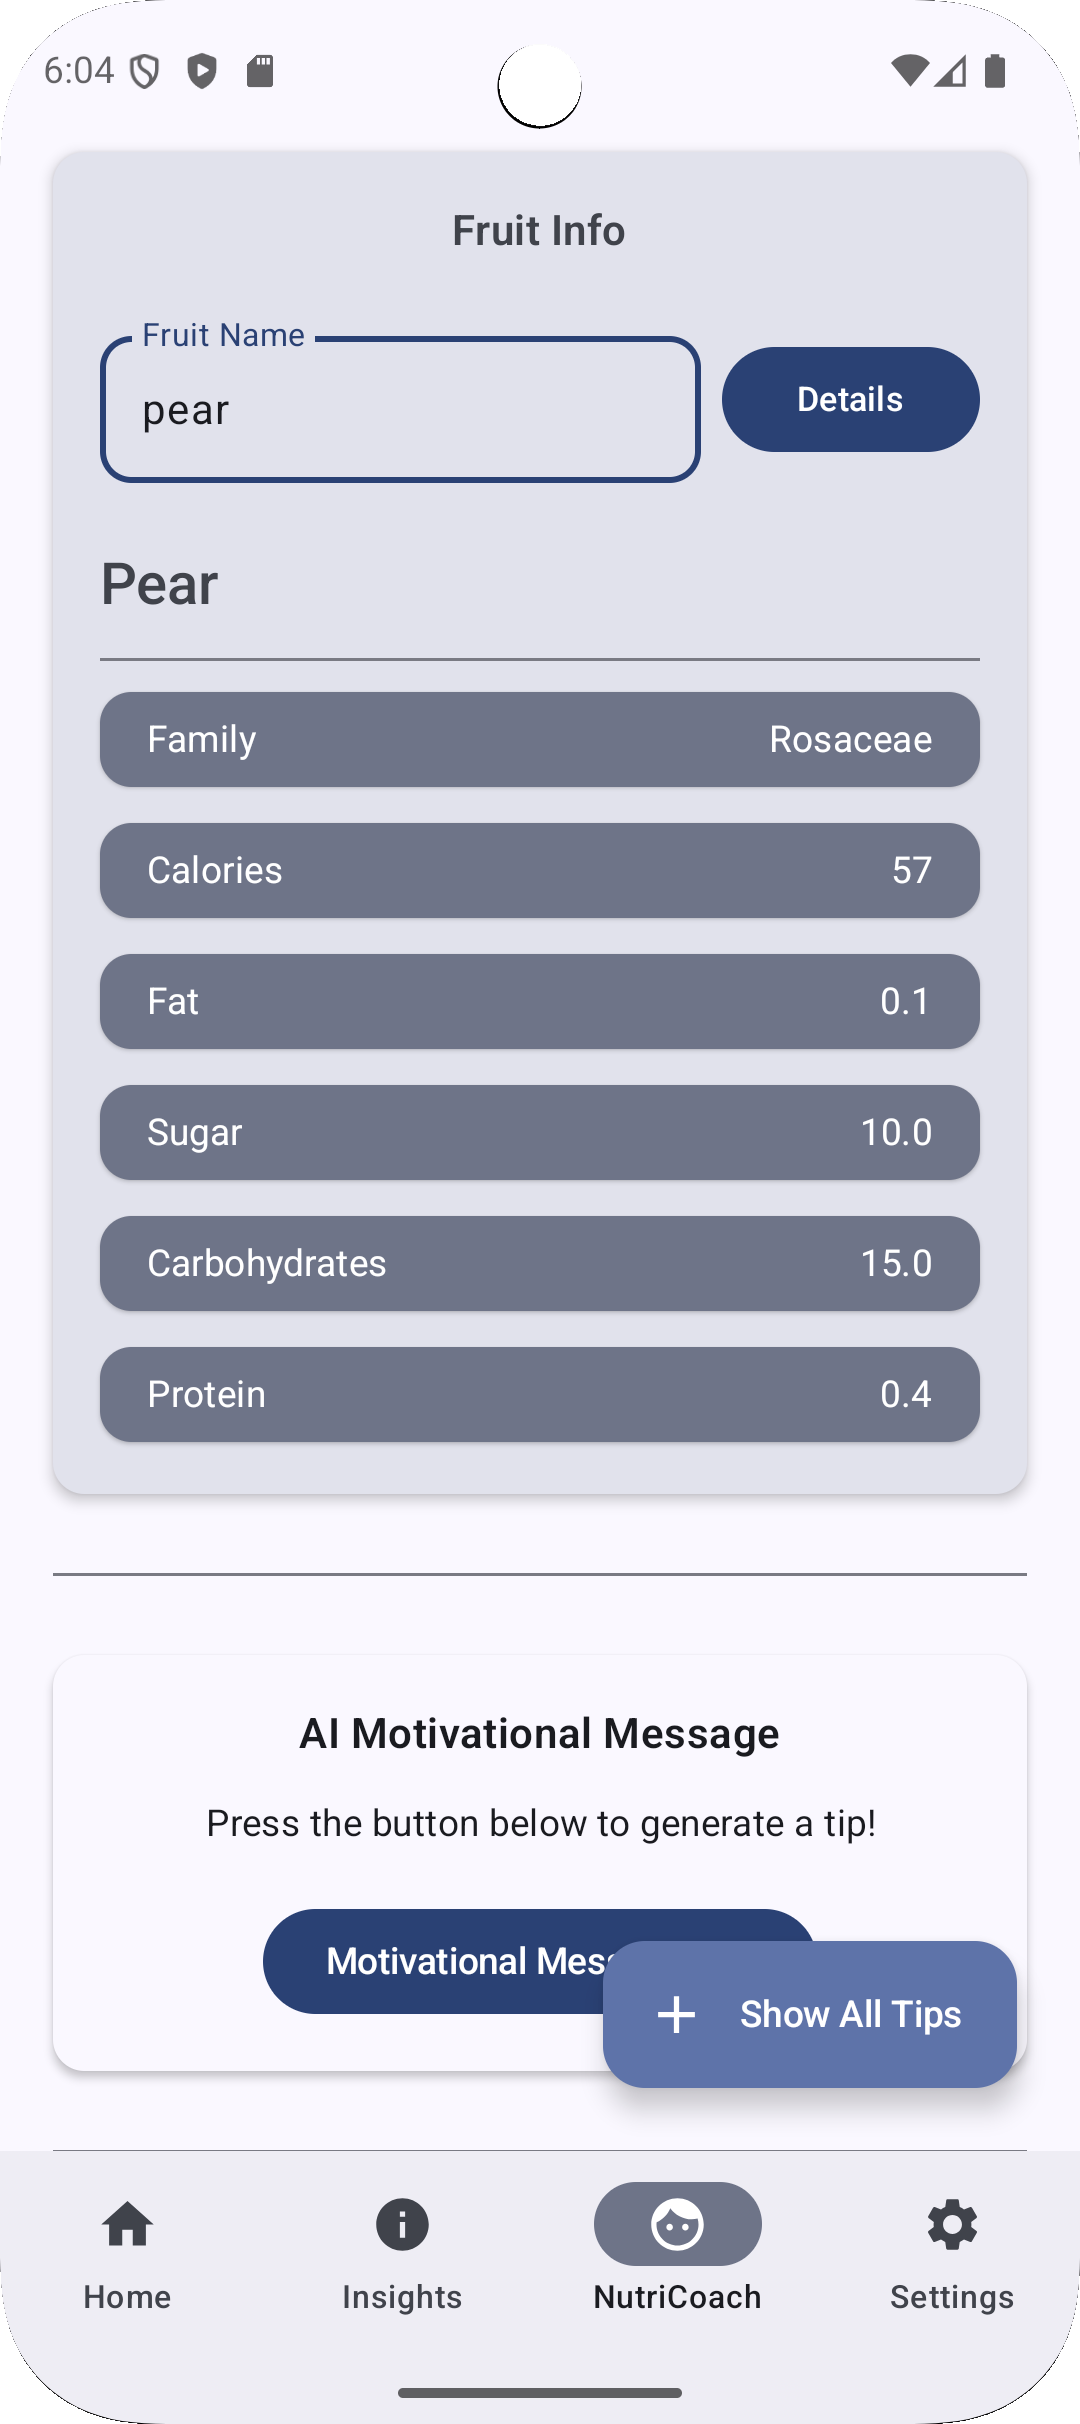 6:04
Fruit Info
Fruit Name
pear
Details
Pear
Family Rosaceae
Calories 57
Fat 0.1
Sugar 10.0
Carbohydrates 15.0
Protein 0.4
AI Motivational Message
Press the button below to generate a tip!
Motivational
Show All Tips
Home Insights NutriCoach Settings